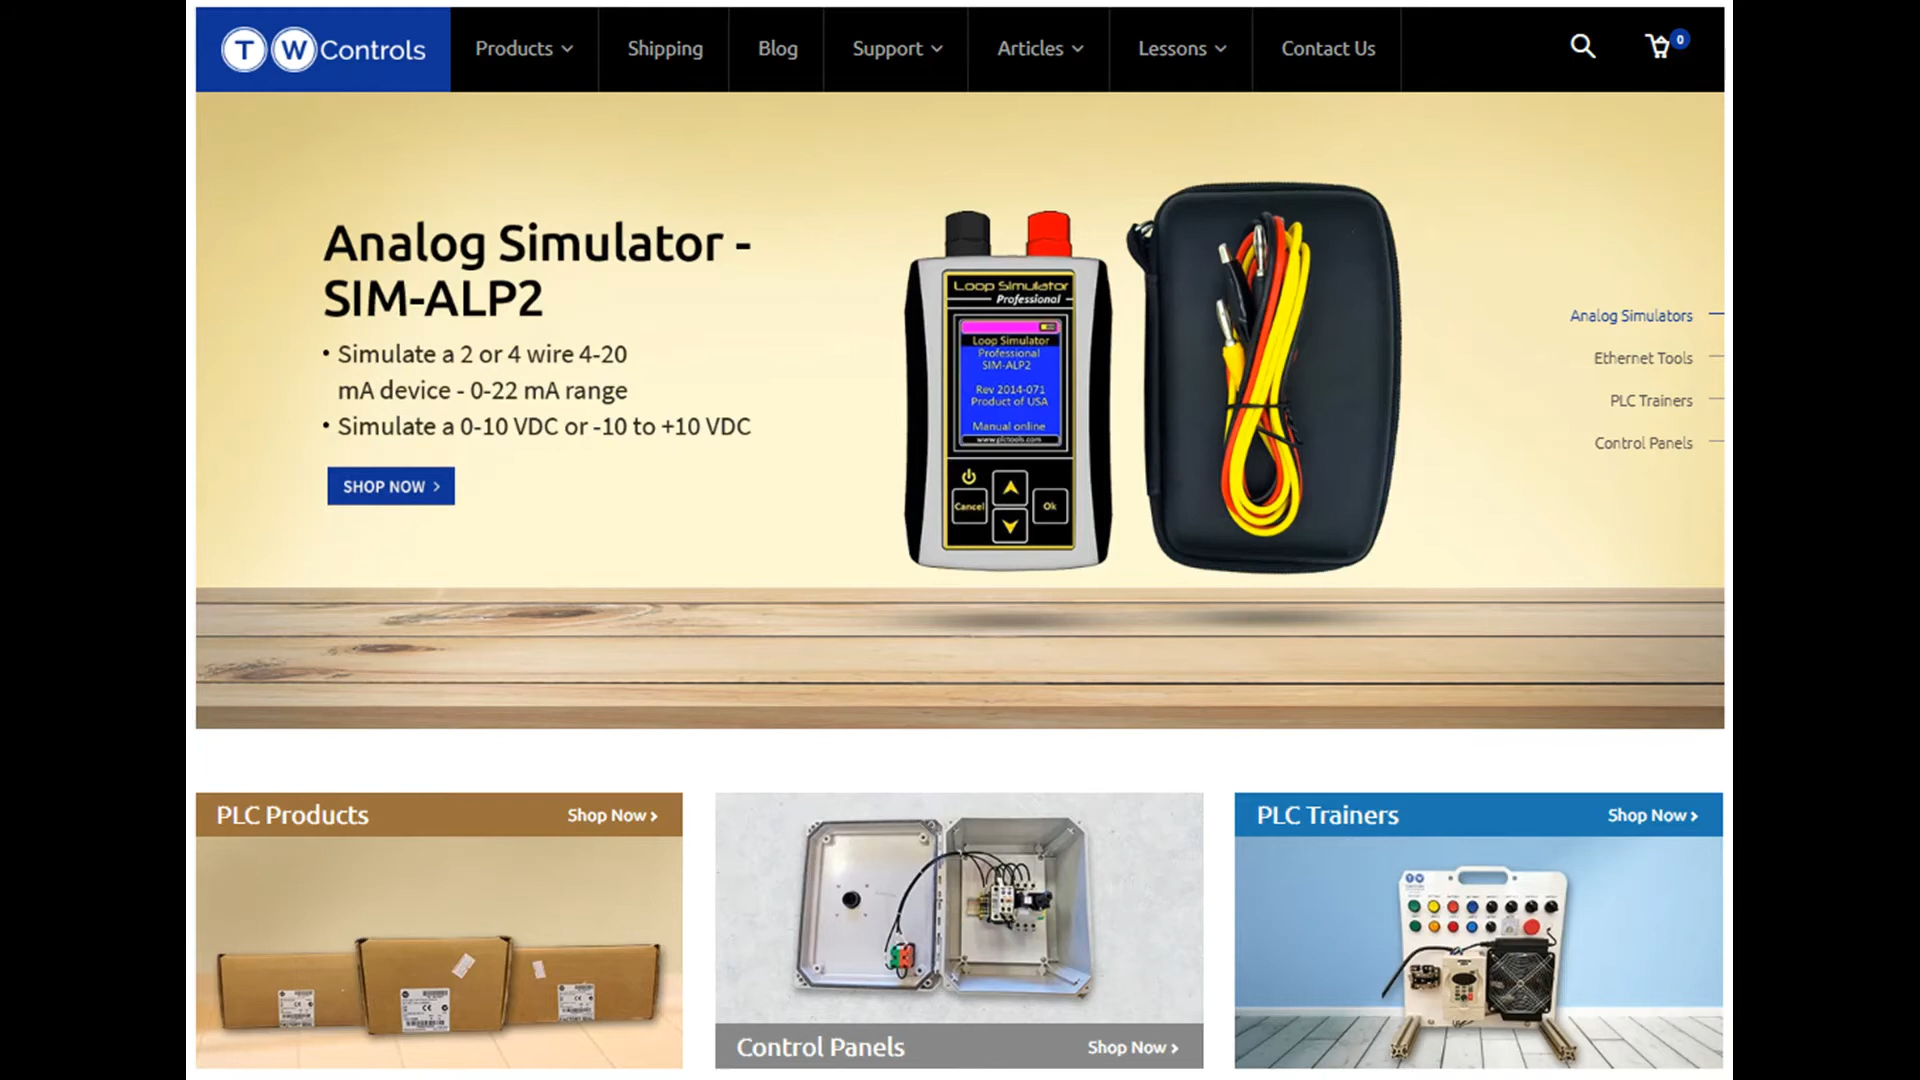 TW Controls
Products
Shipping
Blog
Support
Articles
Lessons
Contact Us
0
Analog Simulator -
SIM-ALP2
• Simulate a 2 or 4 wire 4-20
mA device - 0-22 mA range
• Simulate a 0-10 VDC or -10 to +10 VDC
SHOP NOW >
Loop Simulator
Professional
Loop Simulator
Professional
SIM-ALP2
Rev 2014-071
Product of USA
Manual online
www.plctools.com
Cancel
Ok
Analog Simulators
Ethernet Tools
PLC Trainers
Control Panels
PLC Products
Shop Now >
Control Panels
Shop Now >
PLC Trainers
Shop Now >
T W